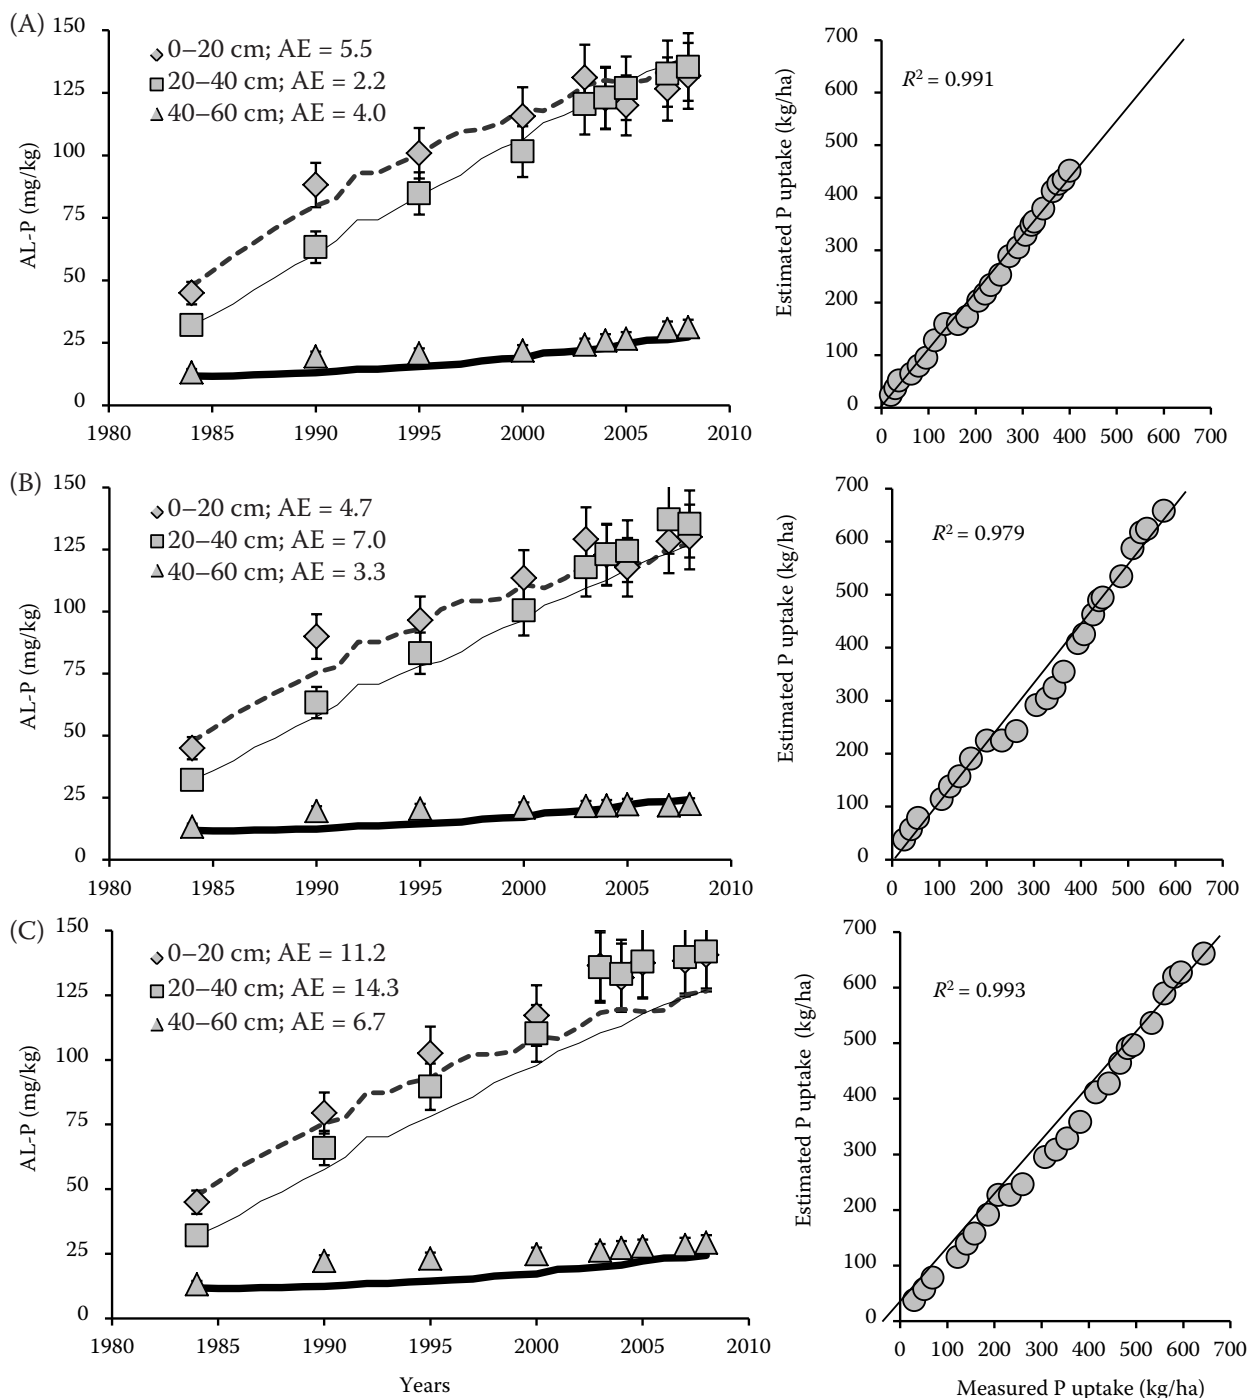 (A)
150
125
100
75
50
25
0
AL-P (mg/kg)
0–20 cm; AE = 5.5
20–40 cm; AE = 2.2
40–60 cm; AE = 4.0
1980 1985 1990 1995 2000 2005 2010
700
600
500
400
300
200
100
0
Estimated P uptake (kg/ha)
R² = 0.991
0 100 200 300 400 500 600 700
(B)
150
125
100
75
50
25
0
AL-P (mg/kg)
0–20 cm; AE = 4.7
20–40 cm; AE = 7.0
40–60 cm; AE = 3.3
1980 1985 1990 1995 2000 2005 2010
700
600
500
400
300
200
100
0
Estimated P uptake (kg/ha)
R² = 0.979
0 100 200 300 400 500 600 700
(C)
150
125
100
75
50
25
0
AL-P (mg/kg)
0–20 cm; AE = 11.2
20–40 cm; AE = 14.3
40–60 cm; AE = 6.7
1980 1985 1990 1995 2000 2005 2010
Years
700
600
500
400
300
200
100
0
Estimated P uptake (kg/ha)
R² = 0.993
0 100 200 300 400 500 600 700
Measured P uptake (kg/ha)